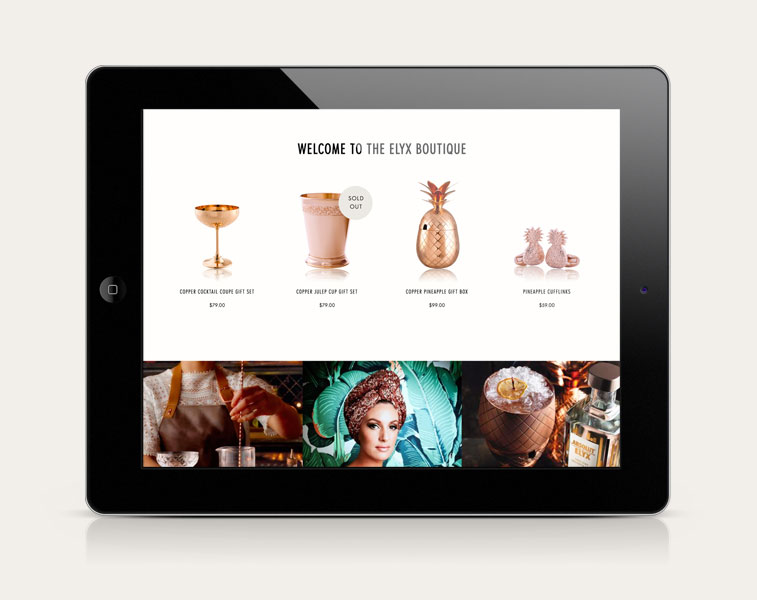 WELCOME TO THE ELYX BOUTIQUE
SOLD
OUT
COPPER COCKTAIL COUPE GIFT SET
COPPER JULEP CUP GIFT SET
COPPER PINEAPPLE GIFT BOX
PINEAPPLE CUFFLINKS
$79.00
$79.00
$99.00
$69.00
ABSOLUT
ELYX